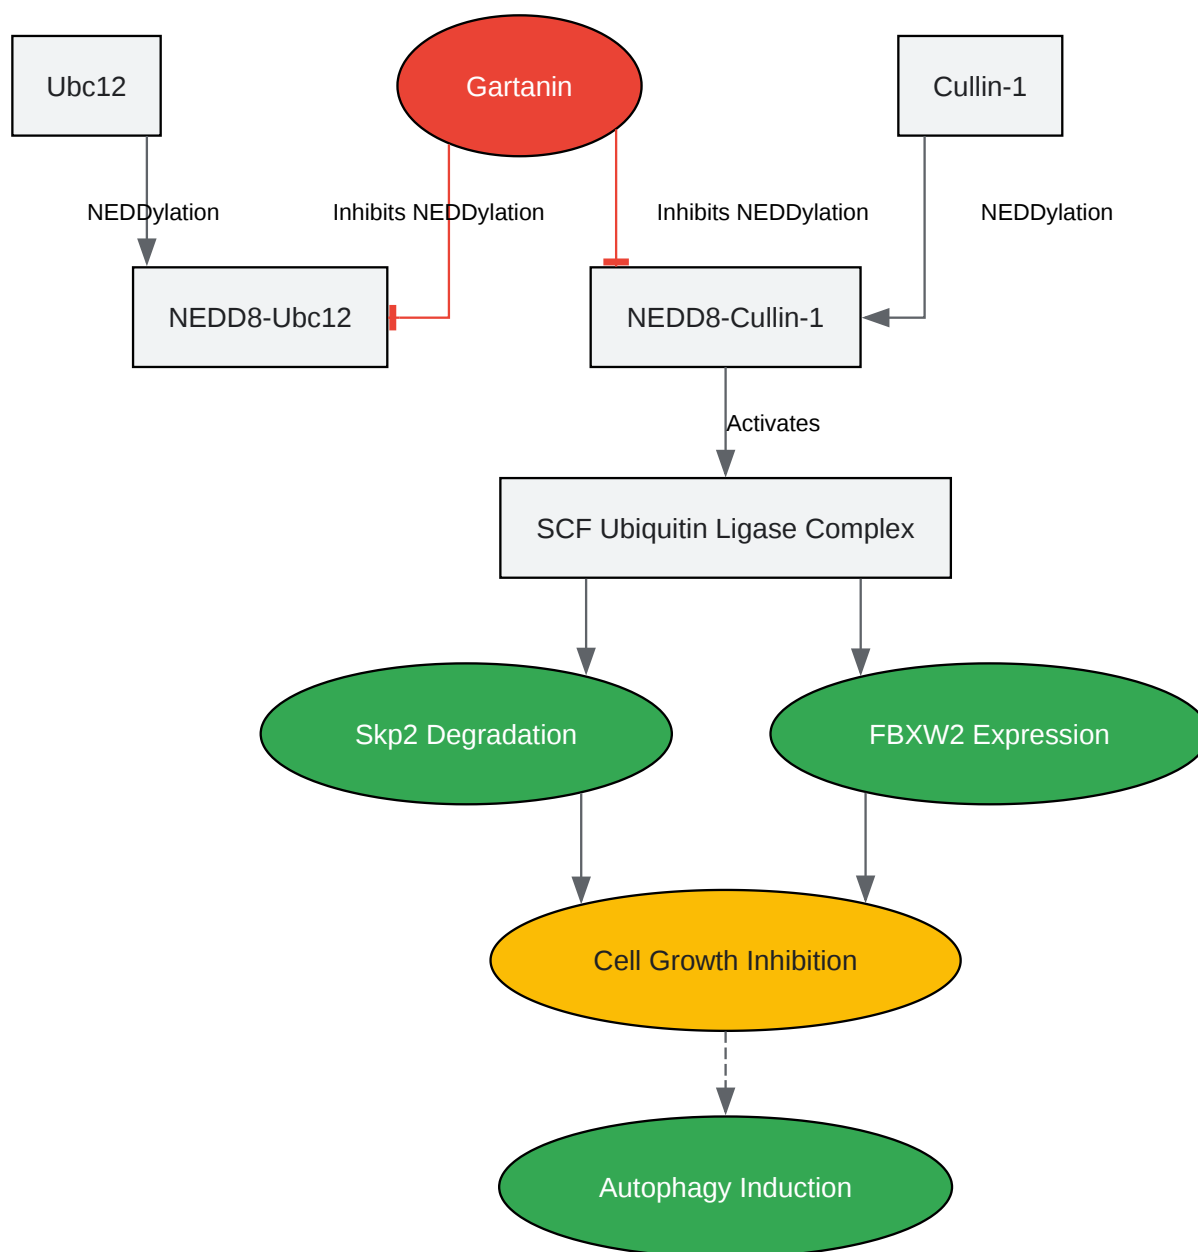 Ubc12
Gartanin
Cullin-1
NEDDylation
Inhibits NEDDylation
Inhibits NEDDylation
NEDDylation
NEDD8-Ubc12
NEDD8-Cullin-1
Activates
SCF Ubiquitin Ligase Complex
Skp2 Degradation
FBXW2 Expression
Cell Growth Inhibition
Autophagy Induction